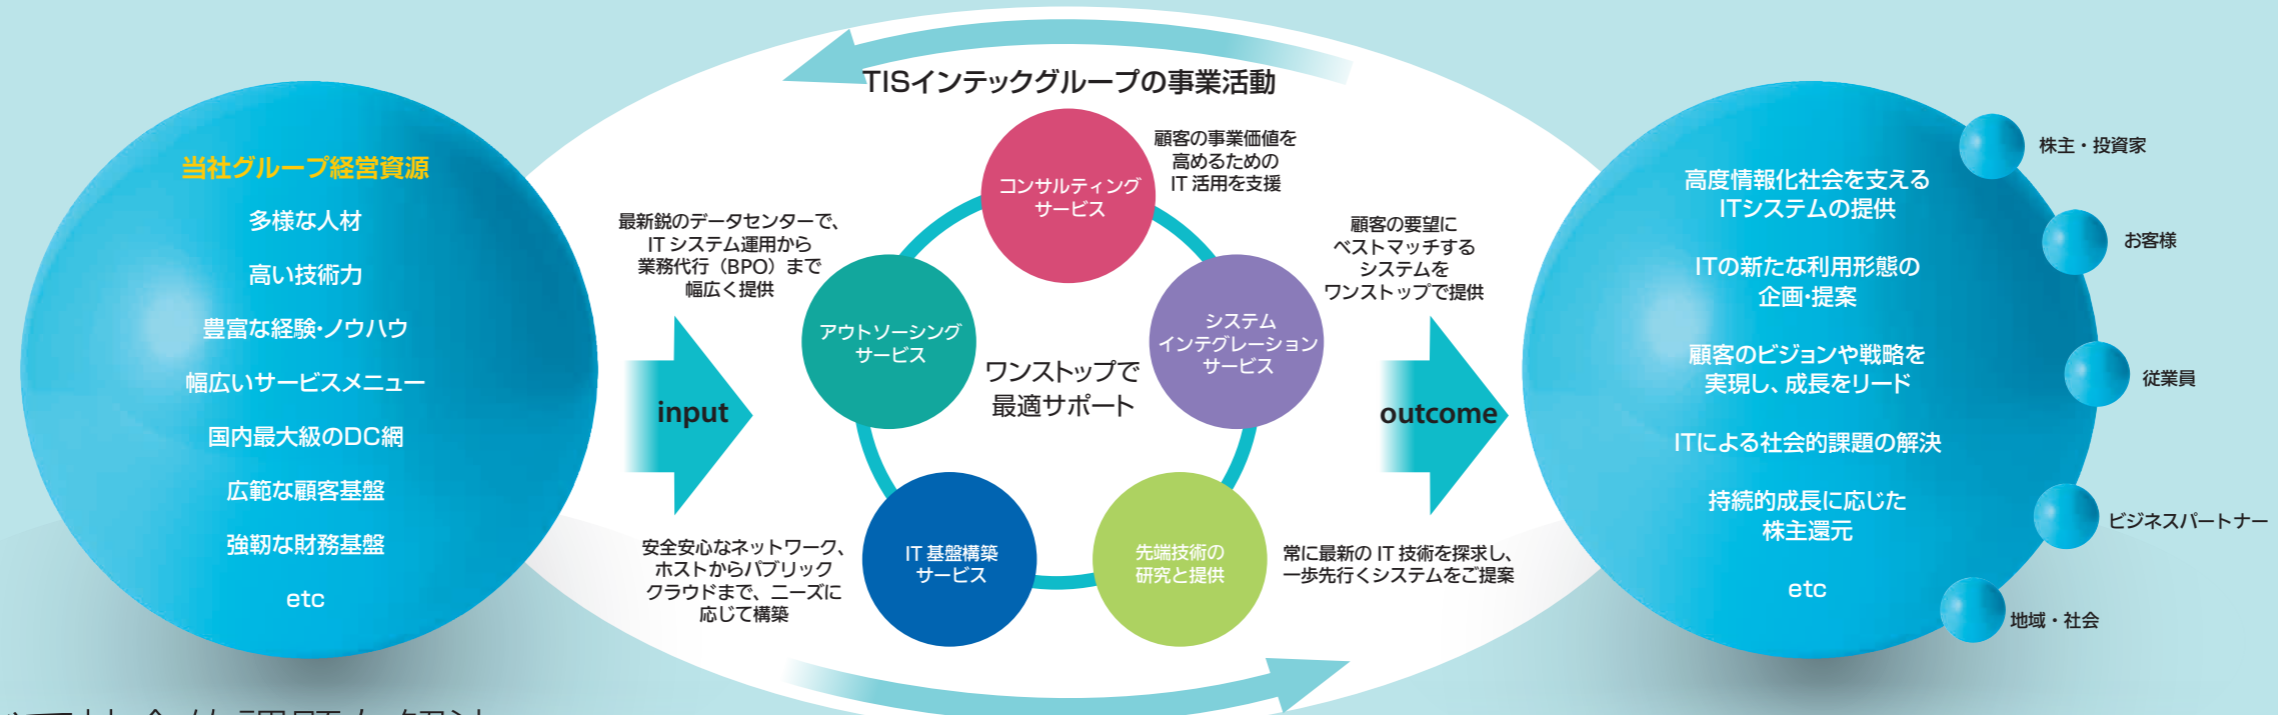 TISインテックグループの事業活動
当社グループ経営資源
多様な人材
高い技術力
豊富な経験・ノウハウ
幅広いサービスメニュー
国内最大級のDC網
広範な顧客基盤
強靭な財務基盤
etc
input
最新鋭のデータセンターで、
IT システム運用から
業務代行（BPO）まで
幅広く提供
アウトソーシング
サービス
コンサルティング
サービス
顧客の事業価値を
高めるための
IT 活用を支援
システム
インテグレーション
サービス
顧客の要望に
ベストマッチする
システムを
ワンストップで提供
ワンストップで
最適サポート
安全安心なネットワーク、
ホストからパブリック
クラウドまで、ニーズに
応じて構築
IT 基盤構築
サービス
先端技術の
研究と提供
常に最新の IT 技術を探求し、
一歩先行くシステムをご提案
outcome
高度情報化社会を支える
ITシステムの提供
ITの新たな利用形態の
企画・提案
顧客のビジョンや戦略を
実現し、成長をリード
ITによる社会的課題の解決
持続的成長に応じた
株主還元
etc
株主・投資家
お客様
従業員
ビジネスパートナー
地域・社会